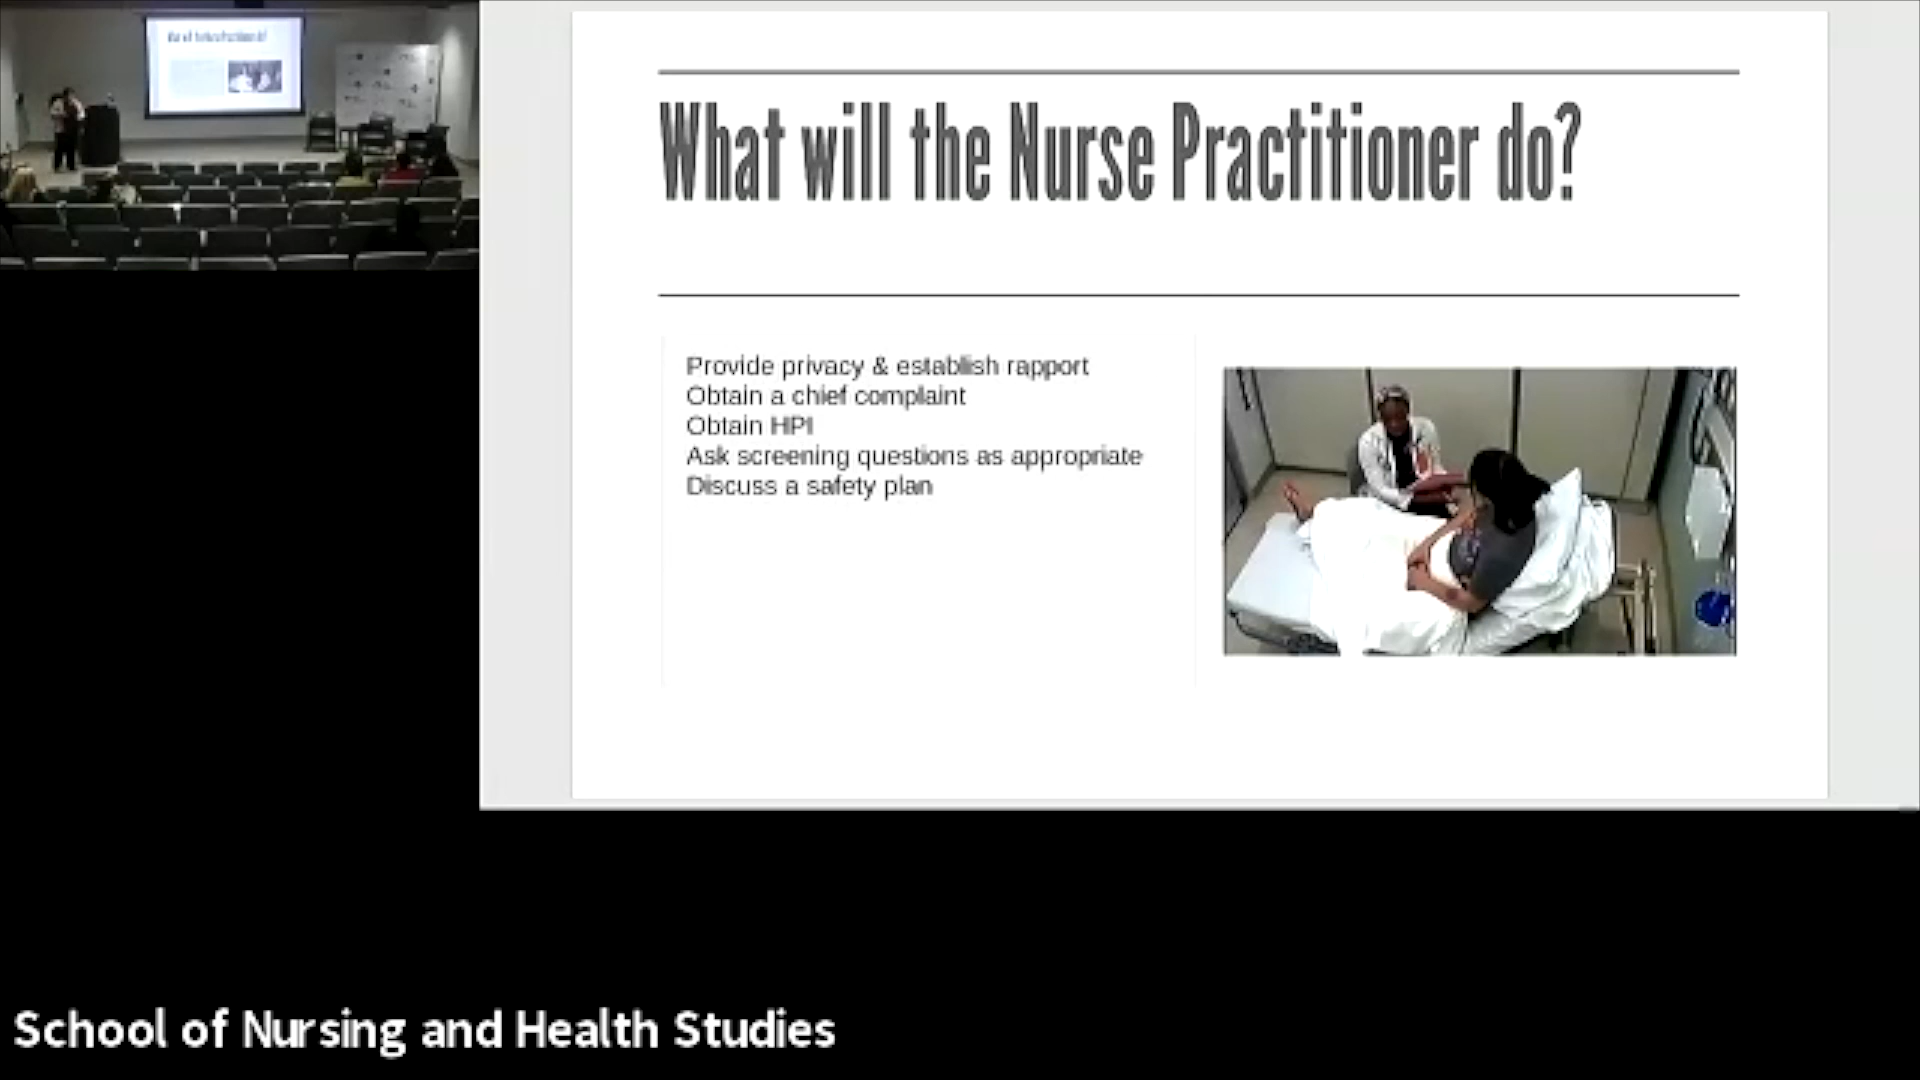 What will the Nurse Practitioner do?
Provide privacy & establish rapport
Obtain a chief complaint
Obtain HPI
Ask screening questions as appropriate
Discuss a safety plan
School of Nursing and Health Studies